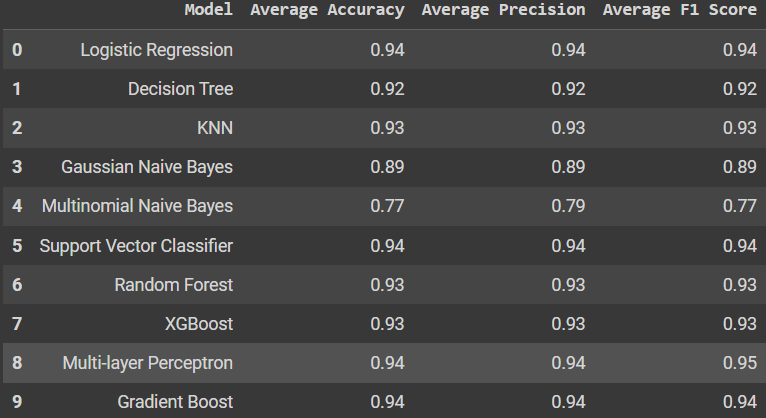 Model Average Accuracy Average Precision Average F1 Score
0 Logistic Regression 0.94 0.94 0.94
1 Decision Tree 0.92 0.92 0.92
2 KNN 0.93 0.93 0.93
3 Gaussian Naive Bayes 0.89 0.89 0.89
4 Multinomial Naive Bayes 0.77 0.79 0.77
5 Support Vector Classifier 0.94 0.94 0.94
6 Random Forest 0.93 0.93 0.93
7 XGBoost 0.93 0.93 0.93
8 Multi-layer Perceptron 0.94 0.94 0.95
9 Gradient Boost 0.94 0.94 0.94